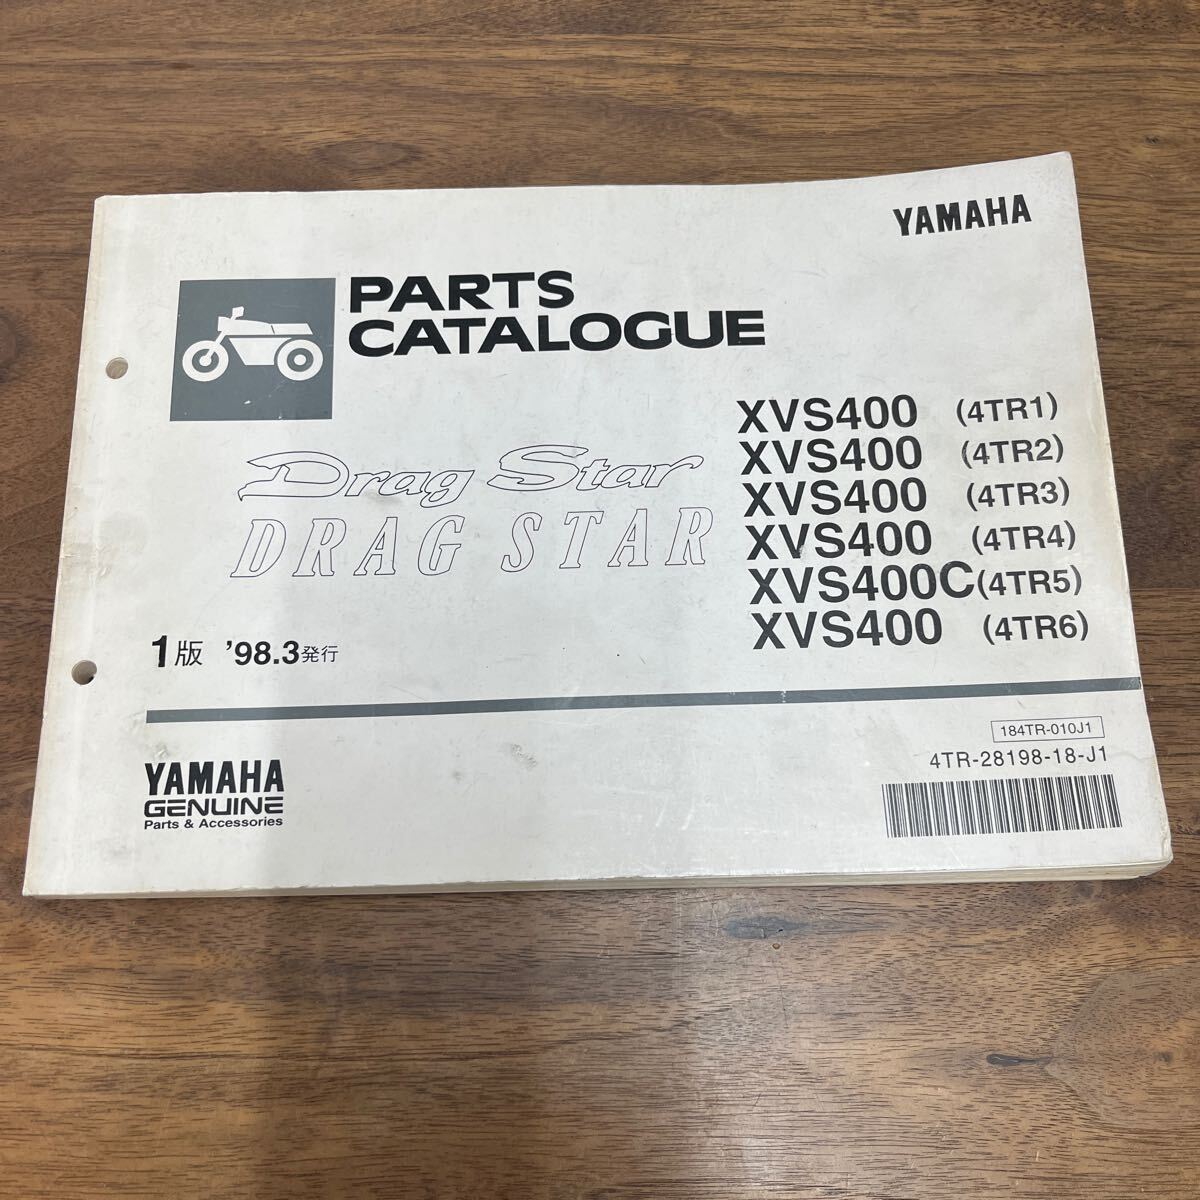 YAMAHA
PARTS
CATALOGUE
Drag Star
DRAG STAR
XVS400 (4TR1)
XVS400 (4TR2)
XVS400 (4TR3)
XVS400 (4TR4)
XVS400C (4TR5)
XVS400 (4TR6)
1版 '98.3発行
184TR-010J1
4TR-28198-18-J1
YAMAHA
GENUINE
Parts & Accessories